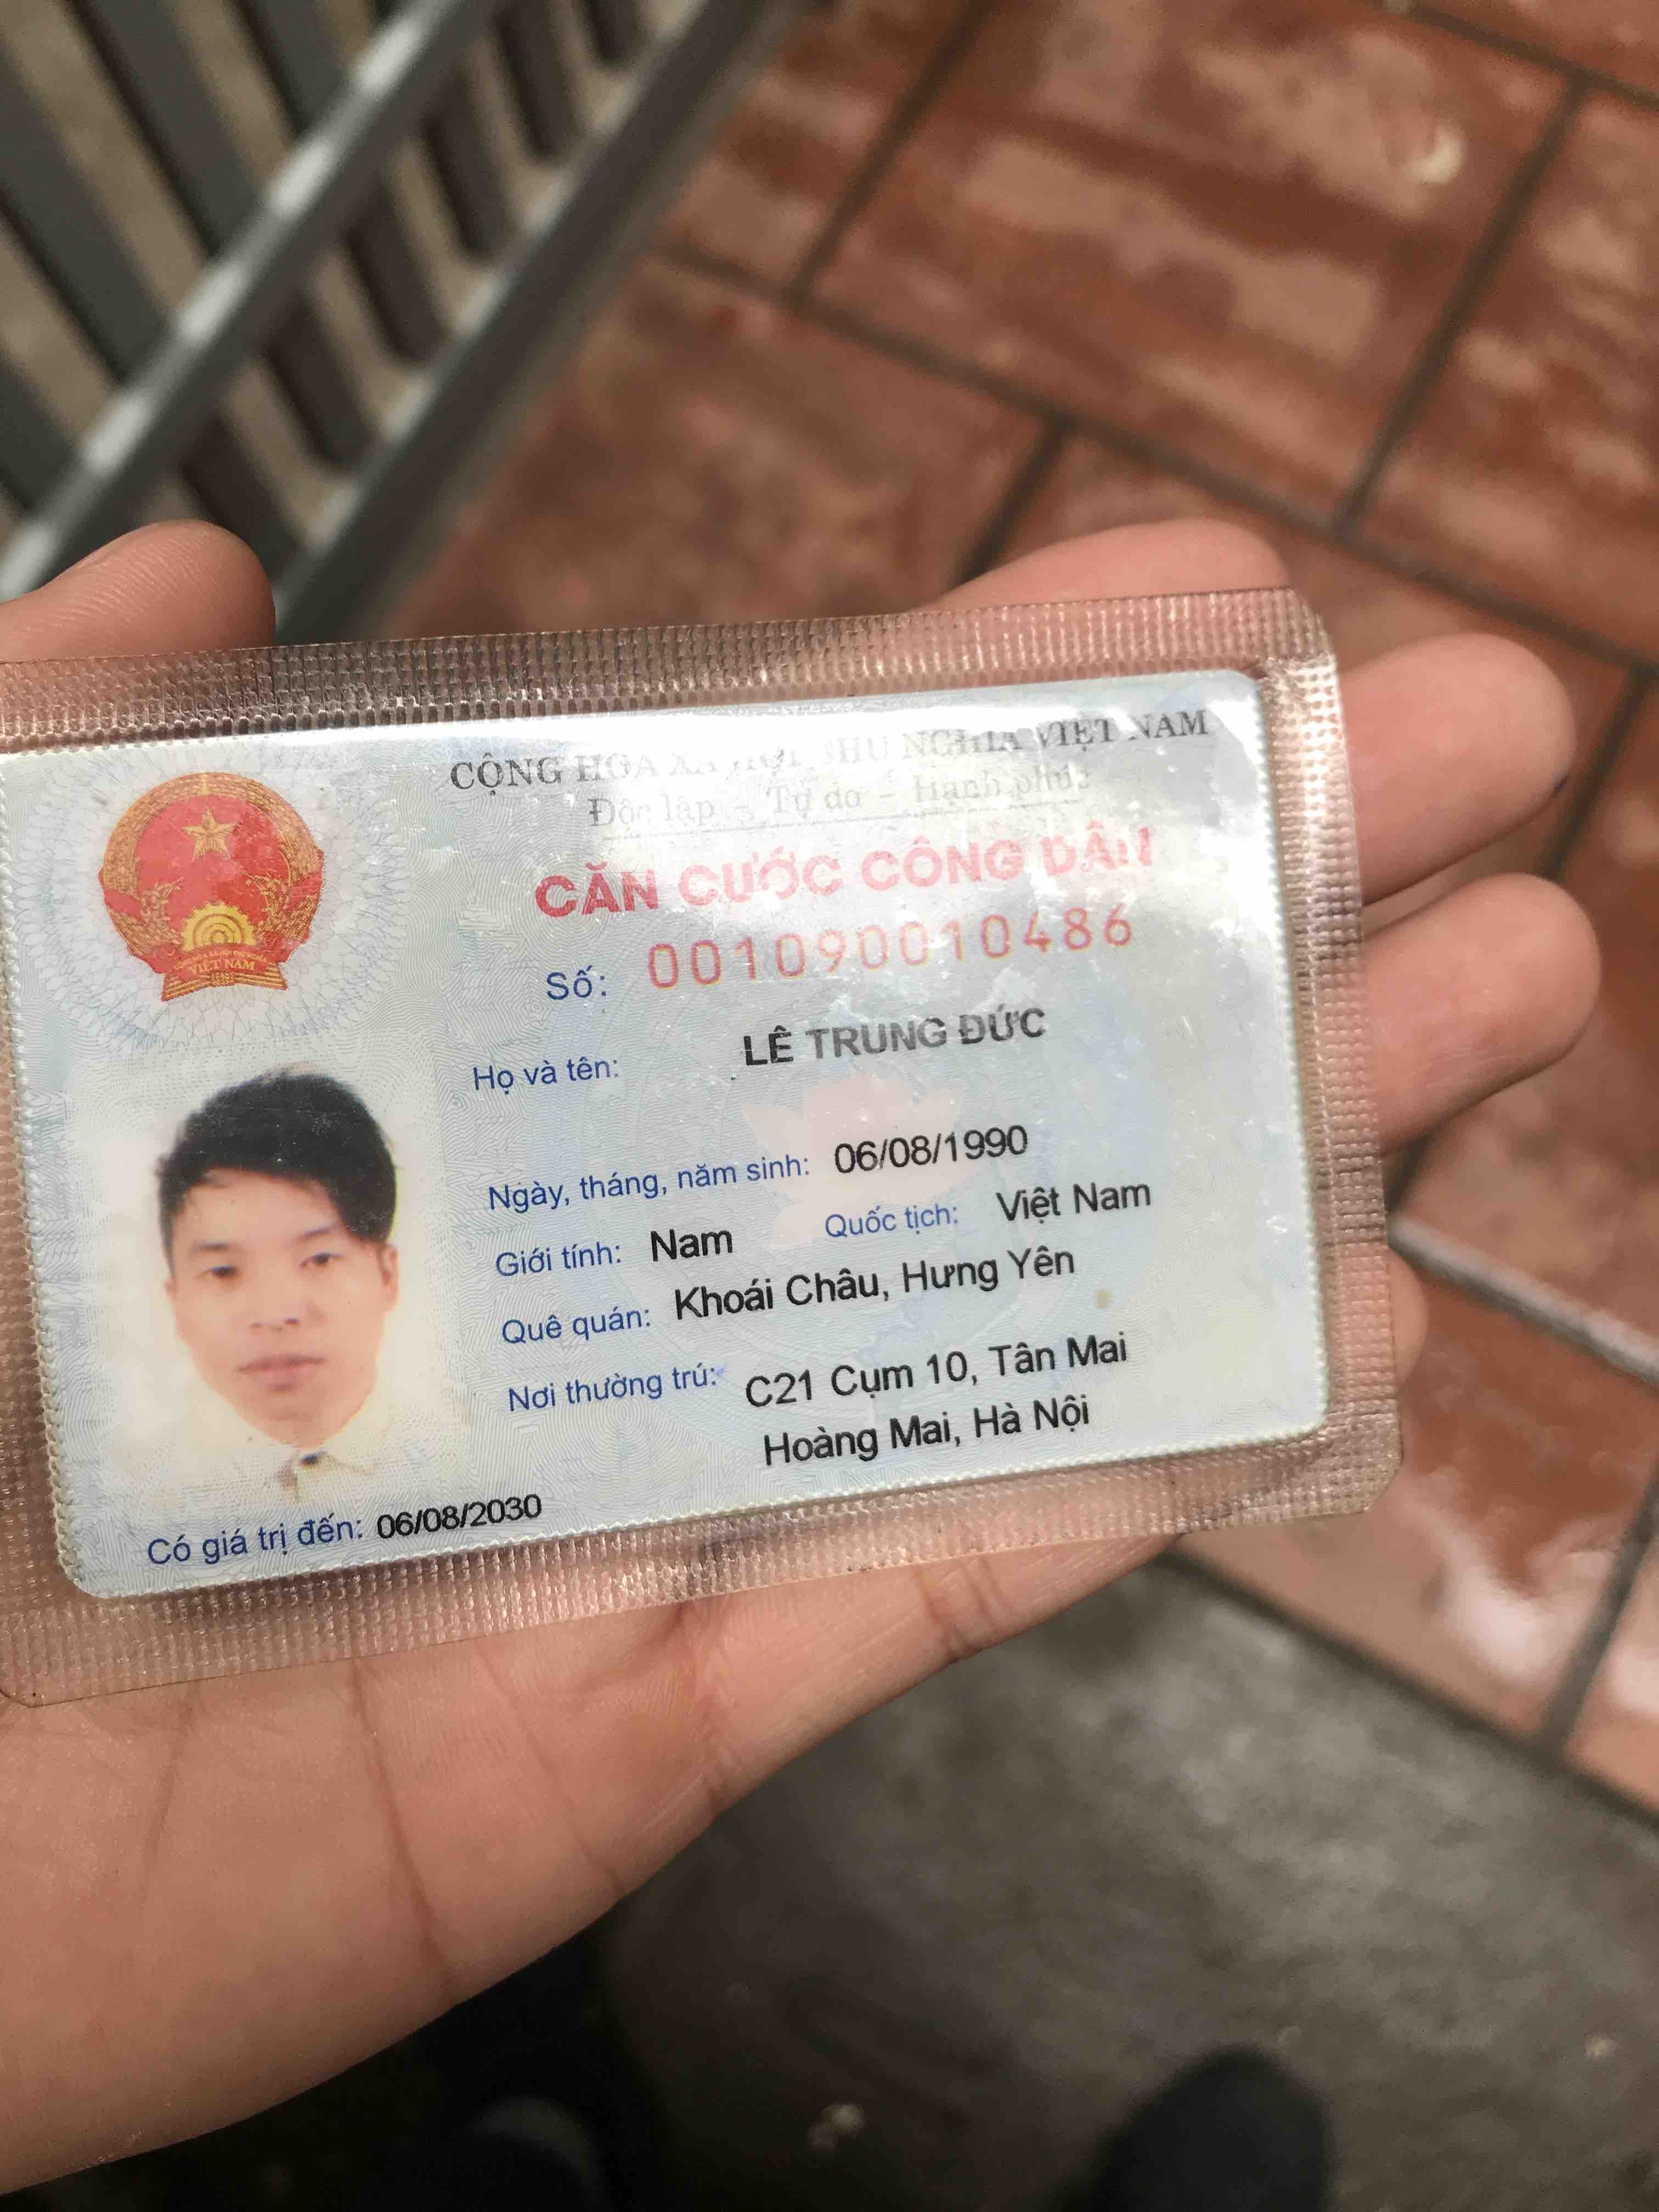 CỘNG HÒA XÃ HỘI CHỦ NGHĨA VIỆT NAM
Độc lập - Tự do - Hạnh phúc
CĂN CƯỚC CÔNG DÂN
Số: 001090010486
Họ và tên: LÊ TRUNG ĐỨC
Ngày, tháng, năm sinh: 06/08/1990
Giới tính: Nam Quốc tịch: Việt Nam
Quê quán: Khoái Châu, Hưng Yên
Nơi thường trú: C21 Cụm 10, Tân Mai
Hoàng Mai, Hà Nội
Có giá trị đến: 06/08/2030
VIỆT NAM